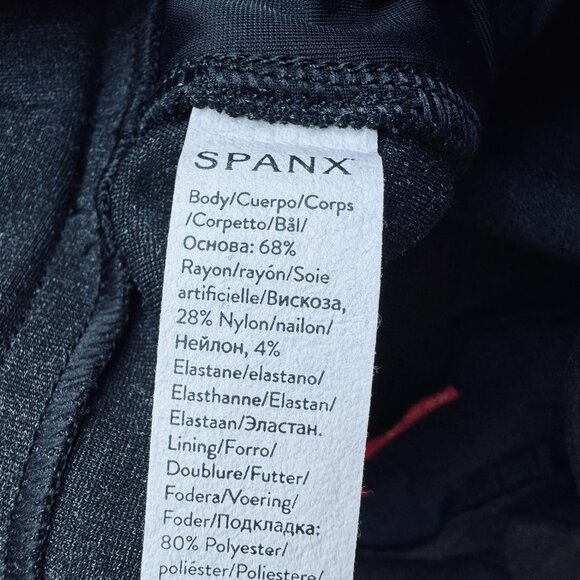 SPANX
Body/Cuerpo/Corps
/Corpetto/Bål/
Основа: 68%
Rayon/rayón/Soie
artificielle/Вискоза,
28% Nylon/nailon/
Нейлон, 4%
Elastane/elastano/
Elasthanne/Elastan/
Elastaan/Эластан.
Lining/Forro/
Doublure/Futter/
Fodera/Voering/
Foder/Подкладка:
80% Polyester/
poliéster/Poliestere/